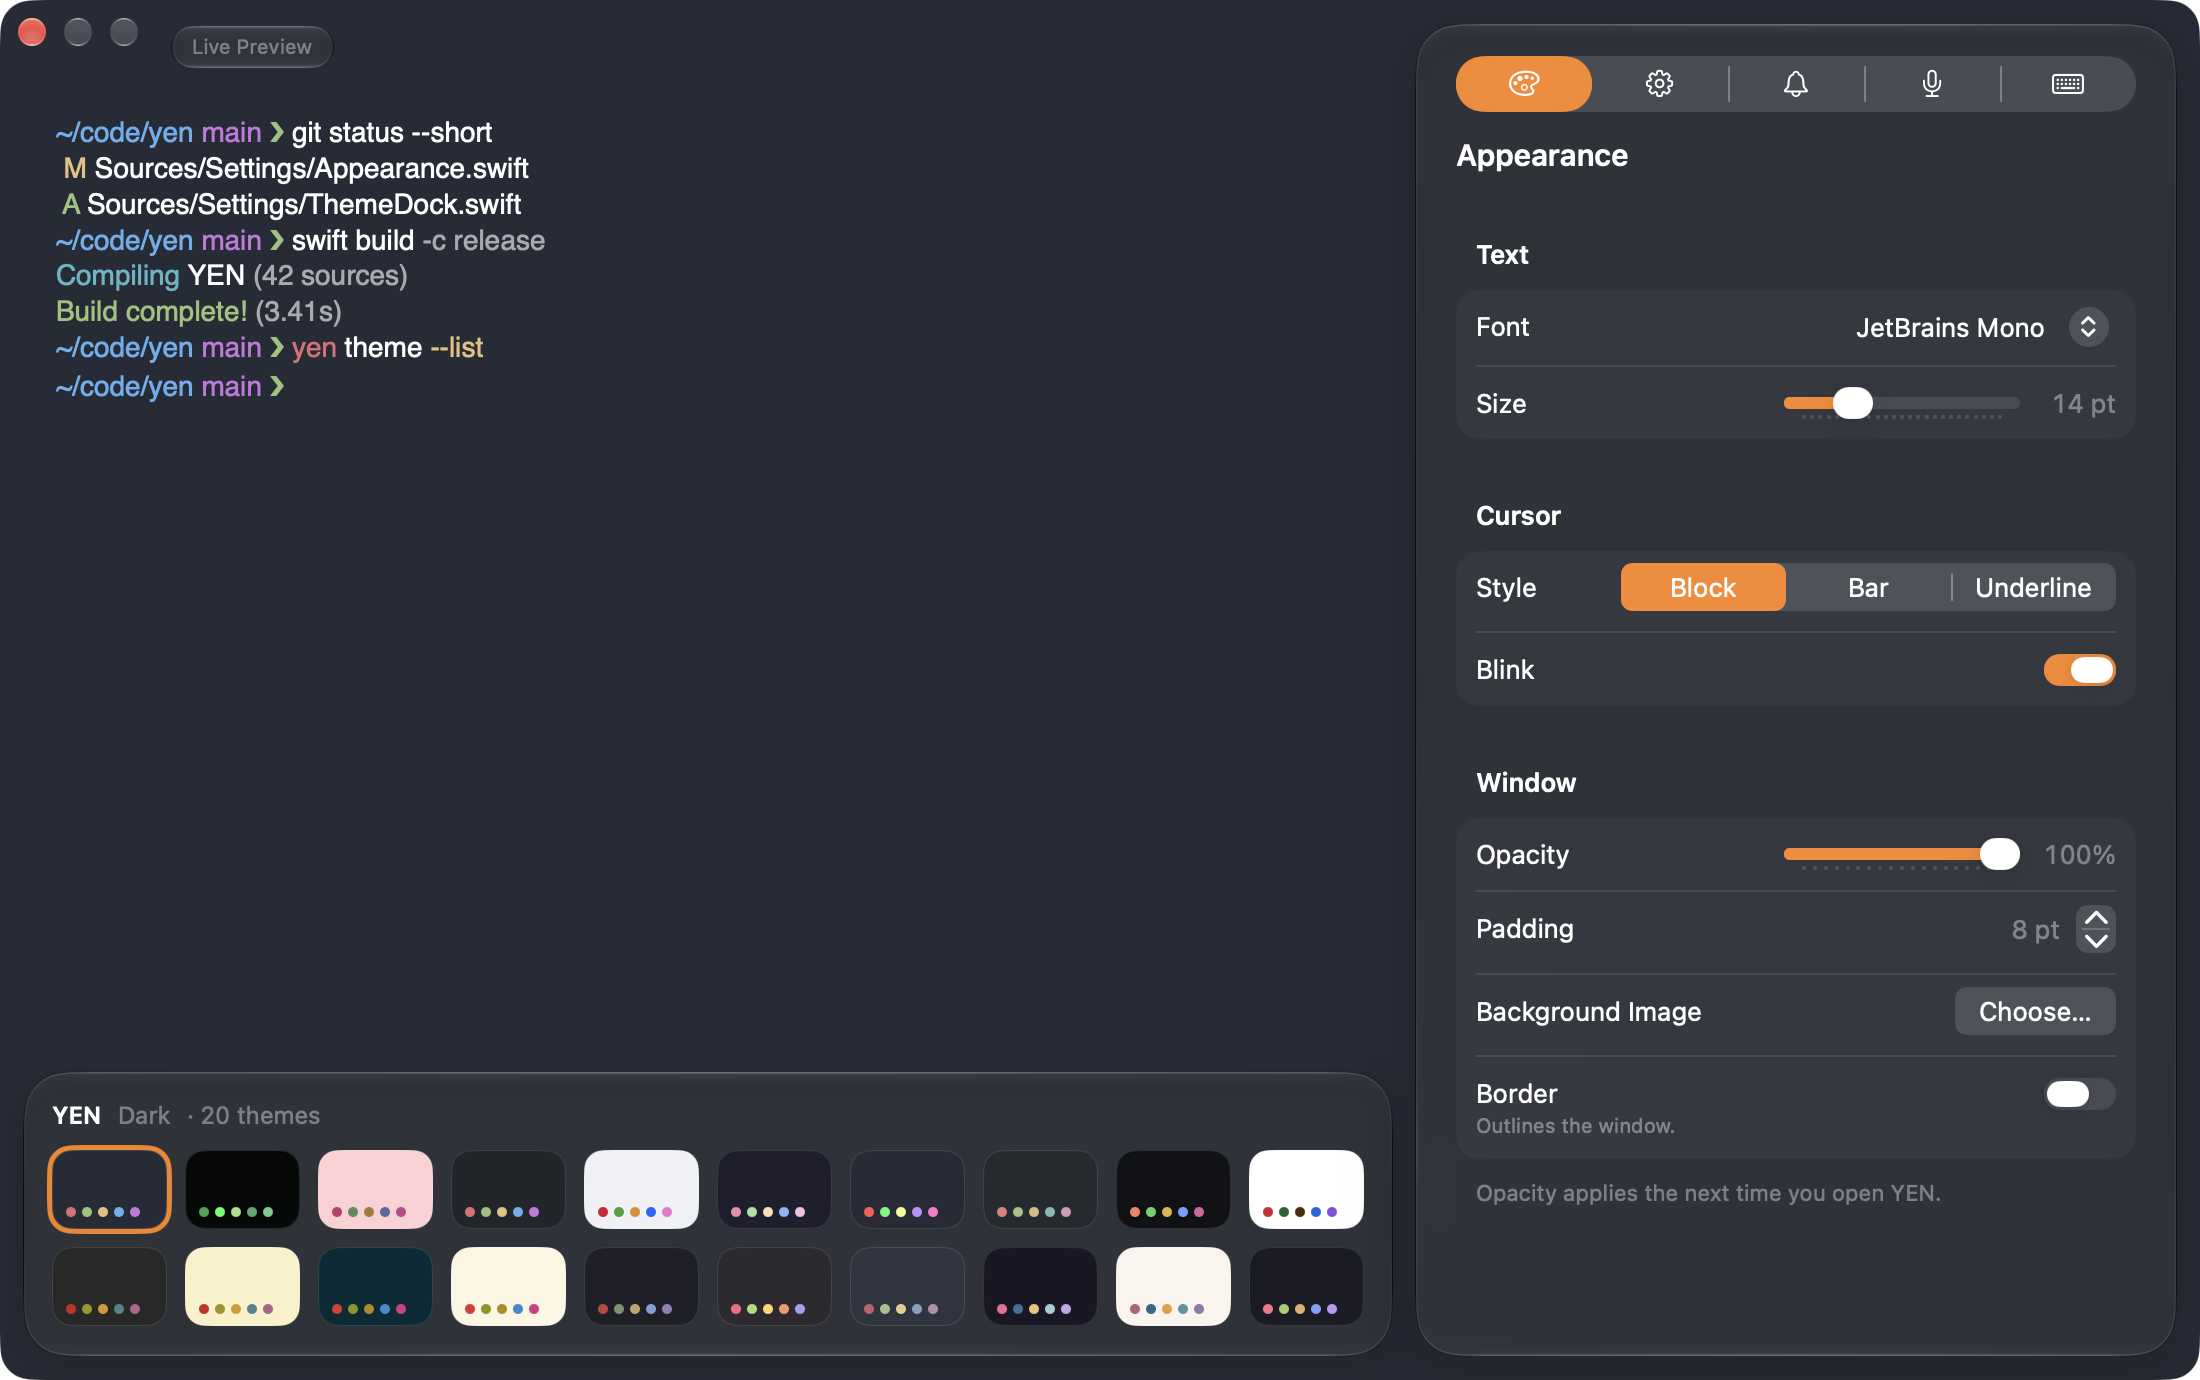 Live Preview
~/code/yen main ❯ git status --short
M Sources/Settings/Appearance.swift
A Sources/Settings/ThemeDock.swift
~/code/yen main ❯ swift build -c release
Compiling YEN (42 sources)
Build complete! (3.41s)
~/code/yen main ❯ yen theme --list
~/code/yen main ❯
YEN Dark · 20 themes
Appearance
Text
Font JetBrains Mono
Size 14 pt
Cursor
Style Block Bar Underline
Blink
Window
Opacity 100%
Padding 8 pt
Background Image Choose...
Border
Outlines the window.
Opacity applies the next time you open YEN.